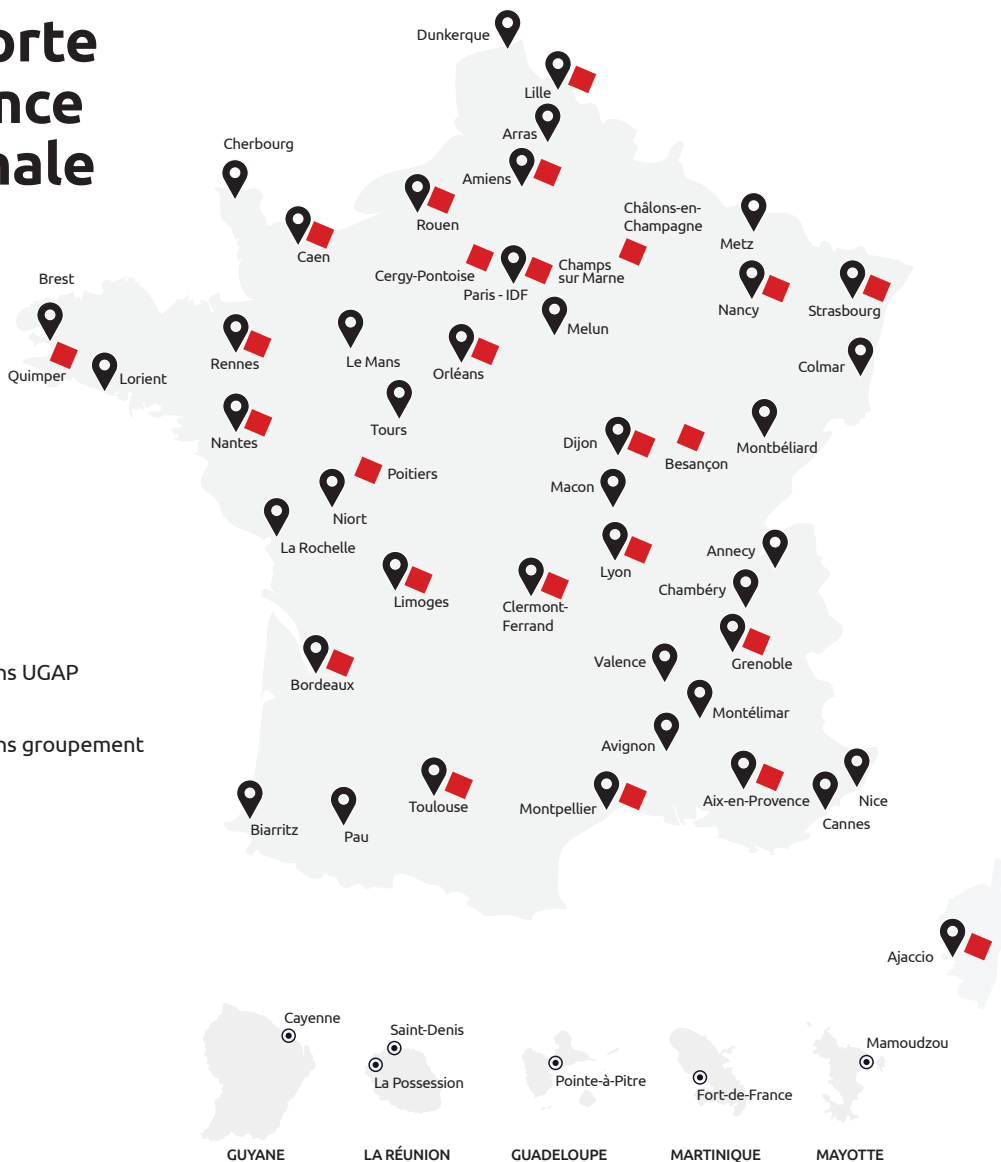 orte
nce
nale
Dunkerque
Lille
Arras
Cherbourg
Amiens
Rouen
Châlons-en-
Champagne
Metz
Caen
Cergy-Pontoise
Champs
sur Marne
Paris - IDF
Brest
Nancy
Strasbourg
Melun
Rennes
Le Mans
Orléans
Colmar
Quimper
Lorient
Tours
Nantes
Dijon
Montbéliard
Besançon
Poitiers
Macon
Niort
La Rochelle
Annecy
Lyon
Chambéry
Limoges
Clermont-
Ferrand
Valence
Grenoble
ns UGAP
Bordeaux
Montélimar
ns groupement
Avignon
Toulouse
Montpellier
Aix-en-Provence
Nice
Cannes
Biarritz
Pau
Ajaccio
Cayenne
Saint-Denis
La Possession
Pointe-à-Pitre
Fort-de-France
Mamoudzou
GUYANE
LA RÉUNION
GUADELOUPE
MARTINIQUE
MAYOTTE